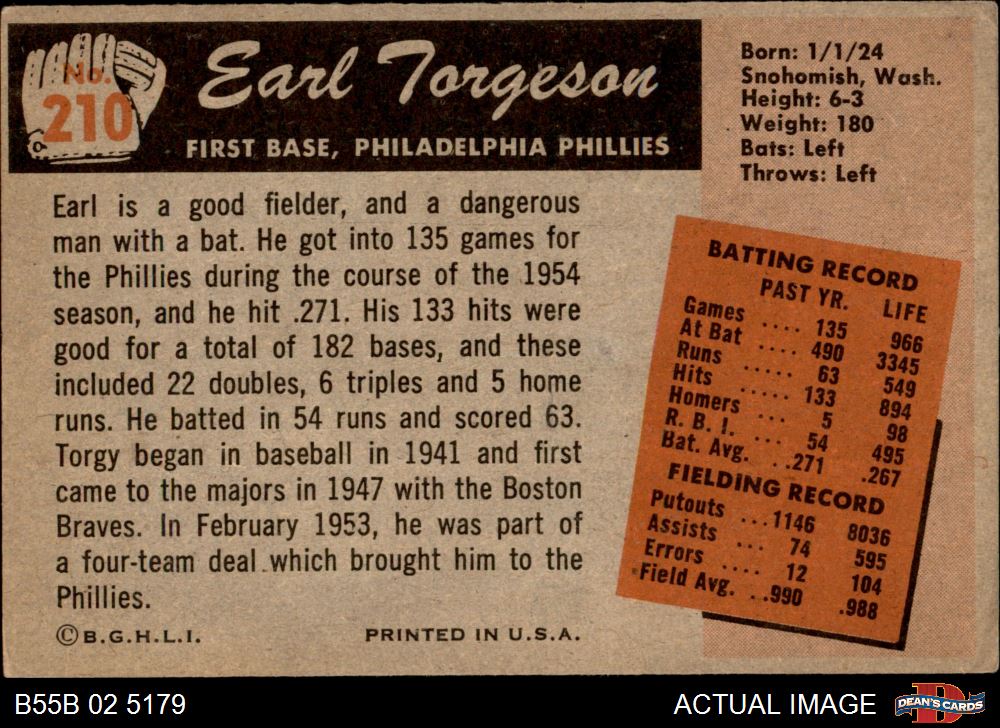 No.
210
Earl Torgeson
FIRST BASE, PHILADELPHIA PHILLIES
Born: 1/1/24
Snohomish, Wash.
Height: 6-3
Weight: 180
Bats: Left
Throws: Left
Earl is a good fielder, and a dangerous
man with a bat. He got into 135 games for
the Phillies during the course of the 1954
season, and he hit .271. His 133 hits were
good for a total of 182 bases, and these
included 22 doubles, 6 triples and 5 home
runs. He batted in 54 runs and scored 63.
Torgy began in baseball in 1941 and first
came to the majors in 1947 with the Boston
Braves. In February 1953, he was part of
a four-team deal which brought him to the
Phillies.
©B.G.H.L.I. PRINTED IN U.S.A.
BATTING RECORD
PAST YR. LIFE
Games .... 135 966
At Bat .... 490 3345
Runs ..... 63 549
Hits ..... 133 894
Homers ... 5 98
R. B. I. ... 54 495
Bat. Avg. ..271 .267
FIELDING RECORD
Putouts ...1146 8036
Assists ... 74 595
Errors .... 12 104
Field Avg. ..990 .988
B55B 02 5179 ACTUAL IMAGE
D
DEAN'S CARDS